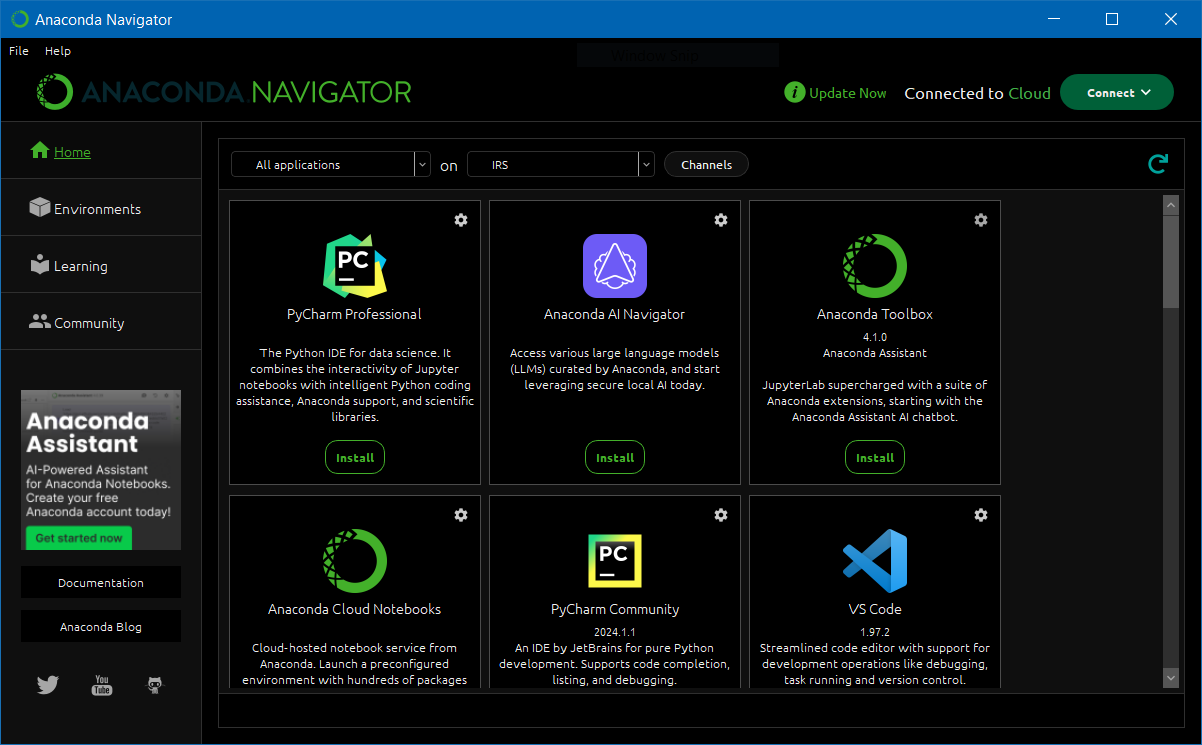 Anaconda Navigator
File Help
Window Snip
ANACONDA.NAVIGATOR
i Update Now Connected to Cloud Connect
Home
Environments
Learning
Community
Anaconda
Assistant
AI-Powered Assistant
for Anaconda Notebooks.
Create your free
Anaconda account today!
Get started now
Documentation
Anaconda Blog
You
Tube
All applications on IRS Channels
PC
PyCharm Professional
The Python IDE for data science. It
combines the interactivity of Jupyter
notebooks with intelligent Python coding
assistance, Anaconda support, and scientific
libraries.
Install
Anaconda AI Navigator
Access various large language models
(LLMs) curated by Anaconda, and start
leveraging secure local AI today.
Install
Anaconda Toolbox
4.1.0
Anaconda Assistant
JupyterLab supercharged with a suite of
Anaconda extensions, starting with the
Anaconda Assistant AI chatbot.
Install
Anaconda Cloud Notebooks
Cloud-hosted notebook service from
Anaconda. Launch a preconfigured
environment with hundreds of packages
PC
PyCharm Community
2024.1.1
An IDE by JetBrains for pure Python
development. Supports code completion,
listing, and debugging.
VS Code
1.97.2
Streamlined code editor with support for
development operations like debugging,
task running and version control.